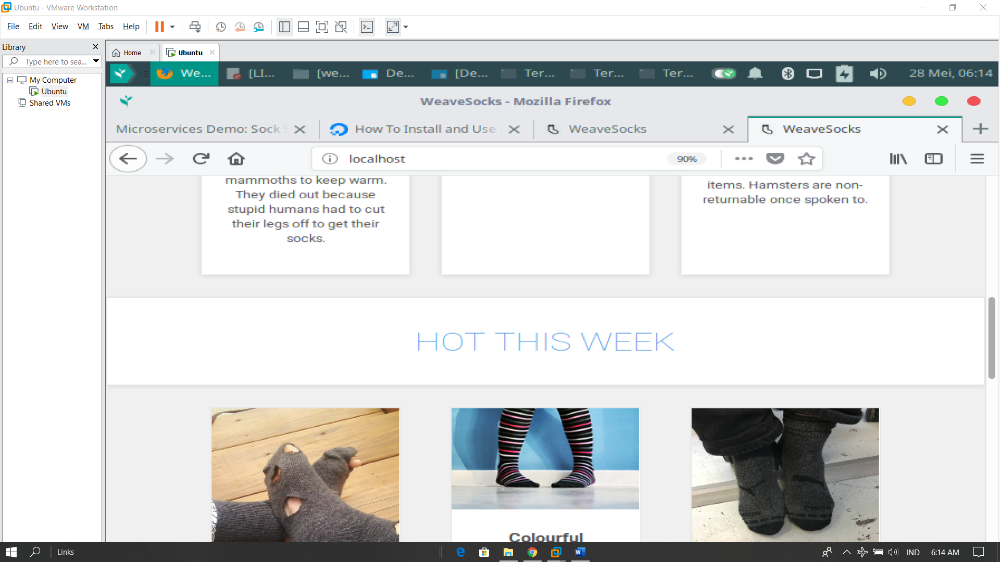 Ubuntu - VMware Workstation
File Edit View VM Tabs Help
Library
Home
Ubuntu
Type here to sea...
My Computer
Ubuntu
Shared VMs
We... [LI... [we... De... [De... Ter... Ter... Ter... 28 Mei, 06:14
WeaveSocks - Mozilla Firefox
Microservices Demo: Sock S
How To Install and Use
WeaveSocks
WeaveSocks
localhost
90%
mammoths to keep warm.
They died out because
stupid humans had to cut
their legs off to get their
socks.
items. Hamsters are non-
returnable once spoken to.
HOT THIS WEEK
Colourful
Links
IND
6:14 AM